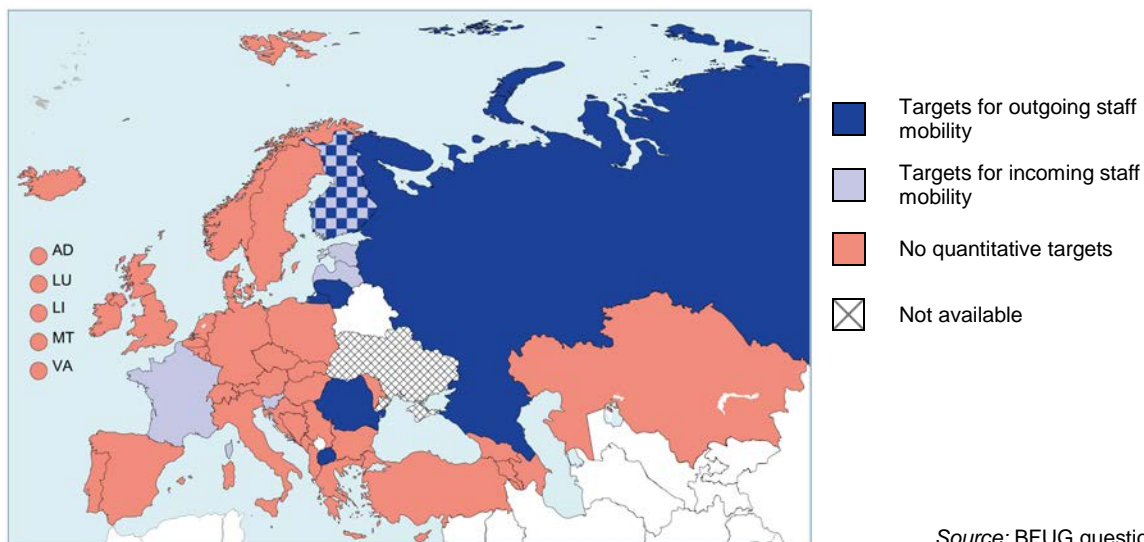 AD
LU
LI
MT
VA
Targets for outgoing staff
mobility
Targets for incoming staff
mobility
No quantitative targets
Not available
Source: BFUG